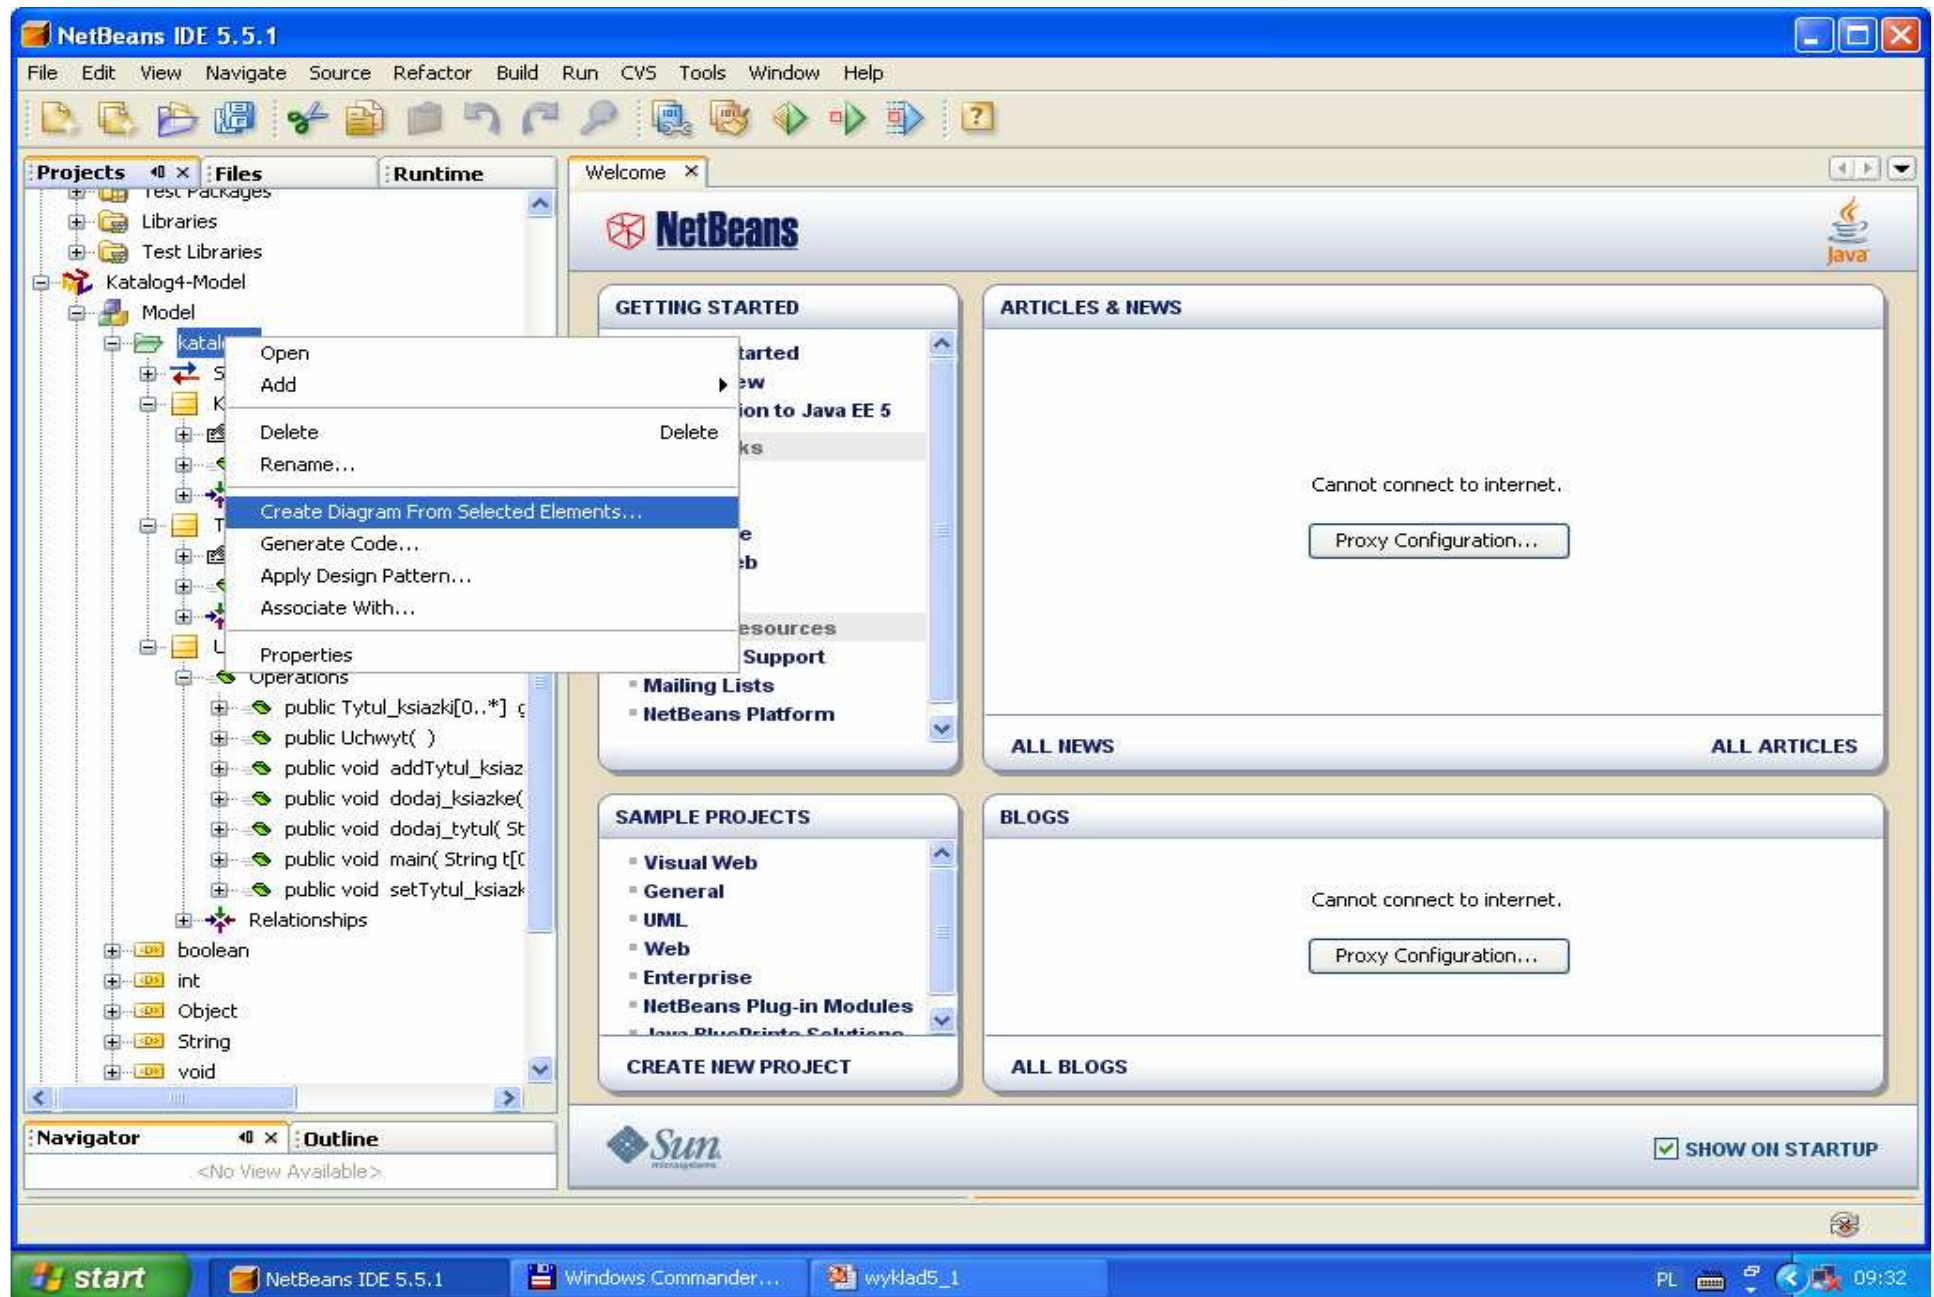 NetBeans IDE 5.5.1
File Edit View Navigate Source Refactor Build Run CVS Tools Window Help
Projects Files Runtime
Welcome
Test Packages
Libraries
Test Libraries
Katalog4-Model
Model
Open
Add
Delete Delete
Rename...
Create Diagram From Selected Elements...
Generate Code...
Apply Design Pattern...
Associate With...
Properties
Operations
public Tytul_ksiazki[0..*]
public Uchwyt( )
public void addTytul_ksiaz
public void dodaj_ksiazke(
public void dodaj_tytul( St
public void main( String t[
public void setTytul_ksiazk
Relationships
boolean
int
Object
String
void
Navigator Outline
<No View Available>
NetBeans
Java
GETTING STARTED
ion to Java EE 5
Support
Mailing Lists
NetBeans Platform
ARTICLES & NEWS
Cannot connect to internet.
Proxy Configuration...
ALL NEWS ALL ARTICLES
SAMPLE PROJECTS
Visual Web
General
UML
Web
Enterprise
NetBeans Plug-in Modules
Java BluePrints Solutions
CREATE NEW PROJECT
BLOGS
Cannot connect to internet.
Proxy Configuration...
ALL BLOGS
Sun
microsystems
SHOW ON STARTUP
start NetBeans IDE 5.5.1 Windows Commander... wyklad5_1 PL 09:32